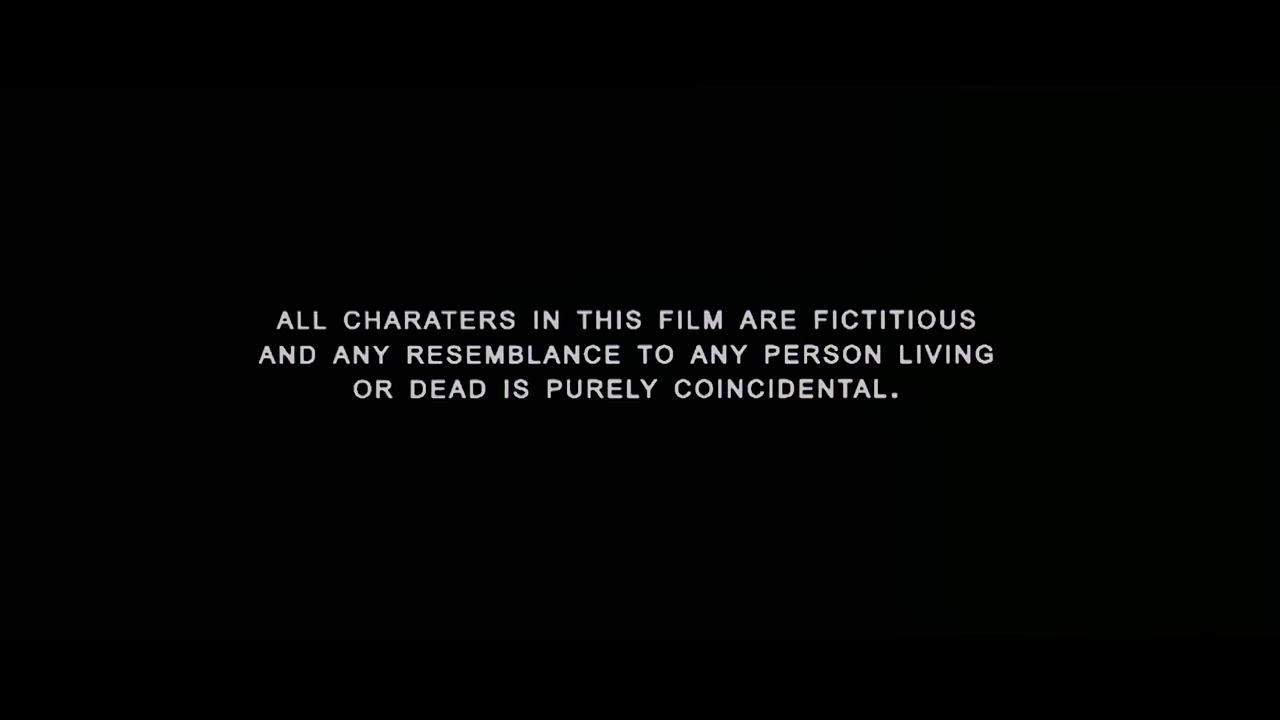 ALL CHARATERS IN THIS FILM ARE FICTITIOUS
AND ANY RESEMBLANCE TO ANY PERSON LIVING
OR DEAD IS PURELY COINCIDENTAL.